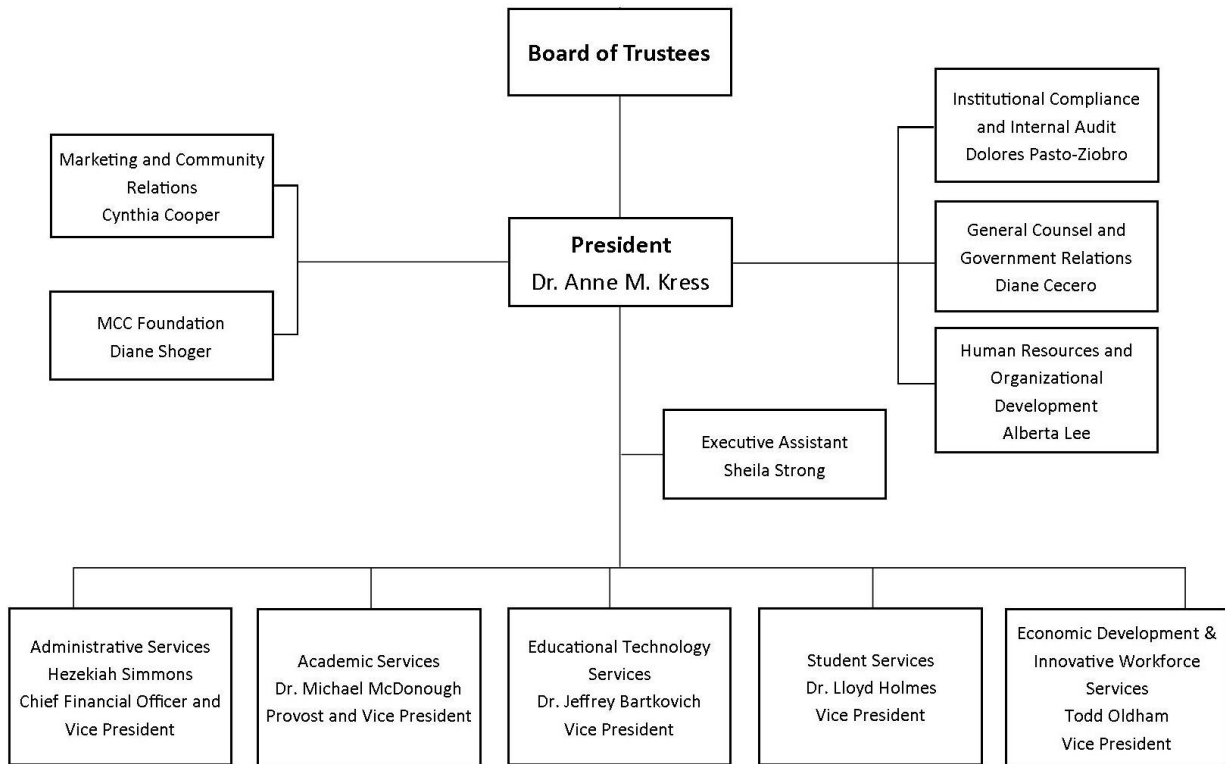 Board of Trustees
Institutional Compliance
and Internal Audit
Dolores Pasto-Ziobro
Marketing and Community
Relations
Cynthia Cooper
President
Dr. Anne M. Kress
General Counsel and
Government Relations
Diane Cecero
MCC Foundation
Diane Shoger
Human Resources and
Organizational
Development
Alberta Lee
Executive Assistant
Sheila Strong
Administrative Services
Hezekiah Simmons
Chief Financial Officer and
Vice President
Academic Services
Dr. Michael McDonough
Provost and Vice President
Educational Technology
Services
Dr. Jeffrey Bartkovich
Vice President
Student Services
Dr. Lloyd Holmes
Vice President
Economic Development &
Innovative Workforce
Services
Todd Oldham
Vice President